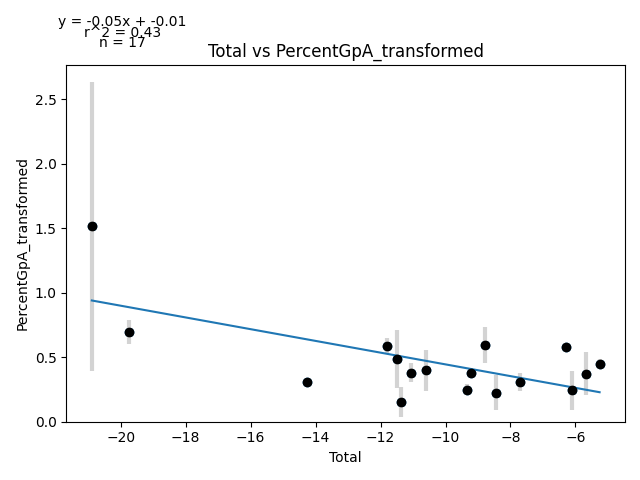 y = -0.05x + -0.01
r^2 = 0.43
n = 17
Total vs PercentGpA_transformed
PercentGpA_transformed
2.5
2.0
1.5
1.0
0.5
0.0
−20
−18
−16
−14
−12
−10
−8
−6
Total